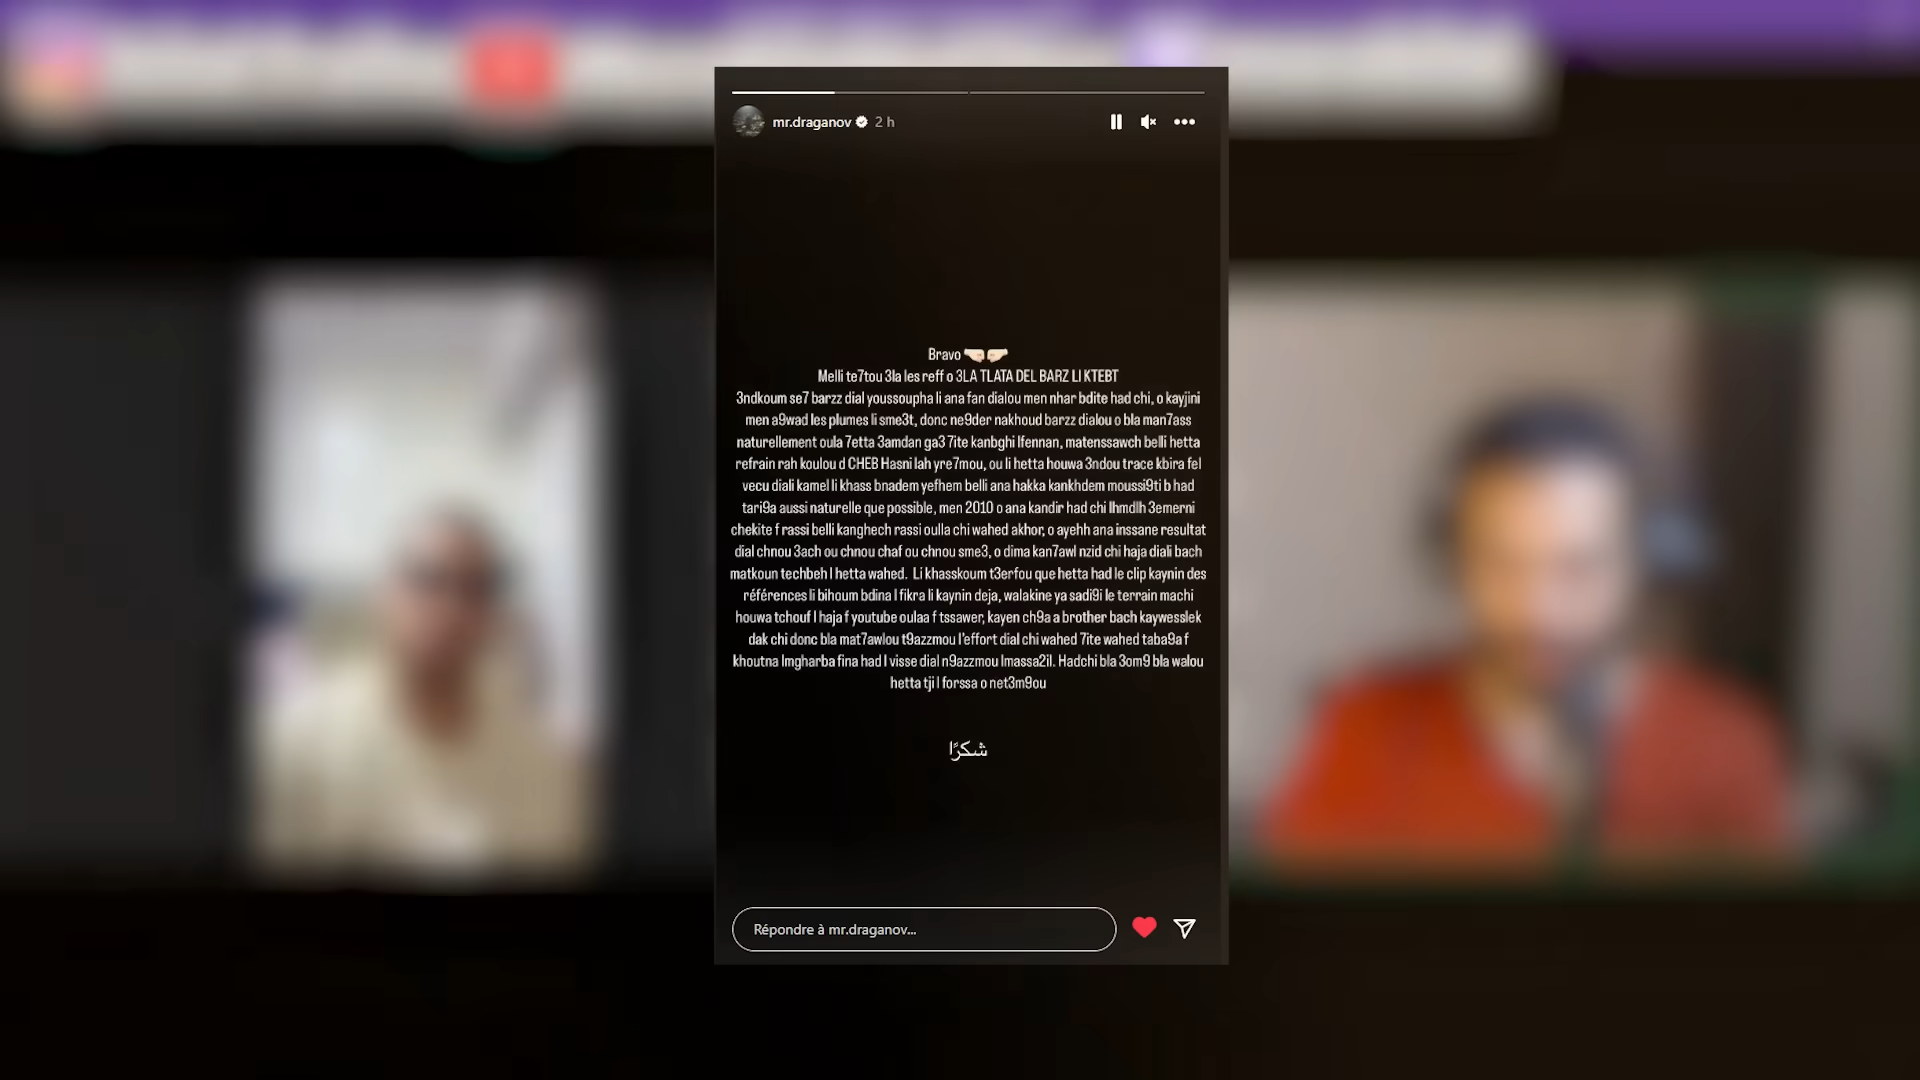 mr.draganov 2 h
Bravo
Melli te7tou 3la les reff o 3LA TLATA DEL BARZ LI KTEBT
3ndkoum se7 barzz dial youssoupha li ana fan dialou men nhar bdite had chi, o kayjini
men a9wad les plumes li sme3t, donc ne9der nakhoud barzz dialou o bla man7ass
naturellement oula 7etta 3amdan ga3 7ite kanbghi lfennan, matenssawch belli hetta
refrain rah koulou d CHEB Hasni lah yre7mou, ou li hetta houwa 3ndou trace kbira fel
vecu diali kamel li khass bnadem yefhem belli ana hakka kankhdem moussi9ti b had
tari9a aussi naturelle que possible, men 2010 o ana kandir had chi lhmdlh 3emerni
chekite f rassi belli kanghech rassi oulla chi wahed akhor, o ayehh ana inssane resultat
dial chnou 3ach ou chnou chaf ou chnou sme3, o dima kan7awl nzid chi haja diali bach
matkoun techbeh l hetta wahed. Li khasskoum t3erfou que hetta had le clip kaynin des
références li bihoum bdina l fikra li kaynin deja, walakine ya sadi9i le terrain machi
houwa tchouf l haja f youtube oulaa f tssawer, kayen ch9a a brother bach kaywesslek
dak chi donc bla mat7awlou t9azzmou l'effort dial chi wahed 7ite wahed taba9a f
khoutna lmgharba fina had l visse dial n9azzmou lmassa2il. Hadchi bla 3om9 bla walou
hetta tji l forssa o net3m9ou
شكرًا
Répondre à mr.draganov...